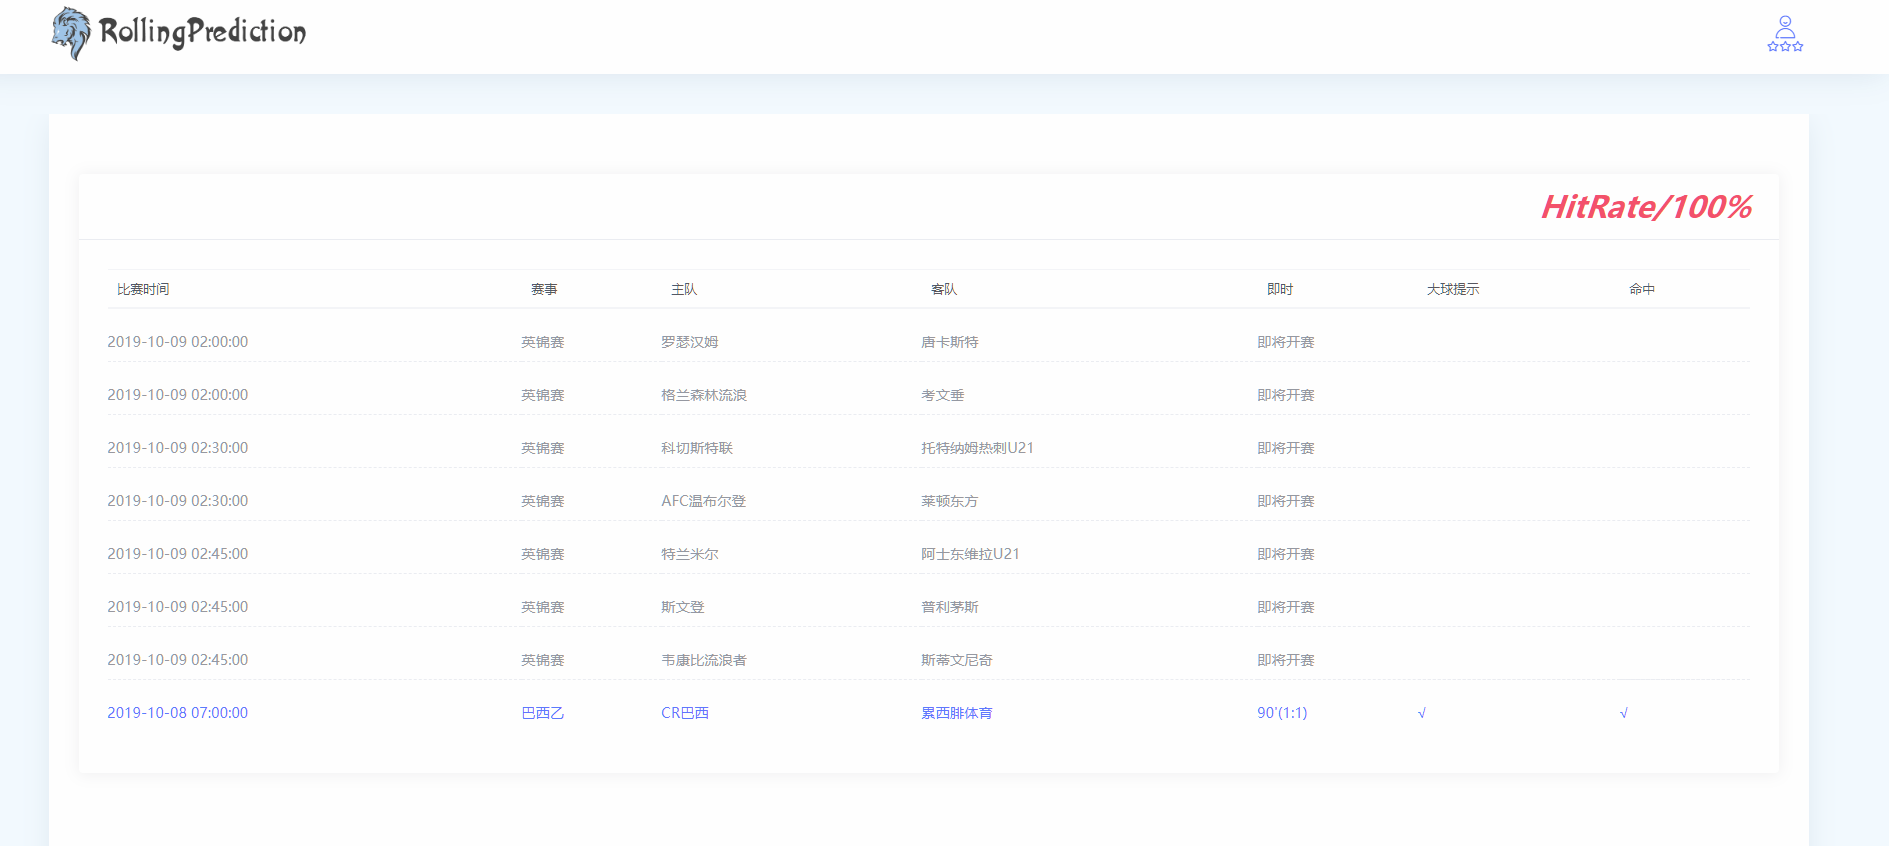 RollingPrediction
HitRate/100%
比赛时间 赛事 主队 客队 即时 大球提示 命中
2019-10-09 02:00:00 英锦赛 罗瑟汉姆 唐卡斯特 即将开赛
2019-10-09 02:00:00 英锦赛 格兰森林流浪 考文垂 即将开赛
2019-10-09 02:30:00 英锦赛 科切斯特联 托特纳姆热刺U21 即将开赛
2019-10-09 02:30:00 英锦赛 AFC温布尔登 莱顿东方 即将开赛
2019-10-09 02:45:00 英锦赛 特兰米尔 阿士东维拉U21 即将开赛
2019-10-09 02:45:00 英锦赛 斯文登 普利茅斯 即将开赛
2019-10-09 02:45:00 英锦赛 韦康比流浪者 斯蒂文尼奇 即将开赛
2019-10-08 07:00:00 巴西乙 CR巴西 累西腓体育 90'(1:1) √ √